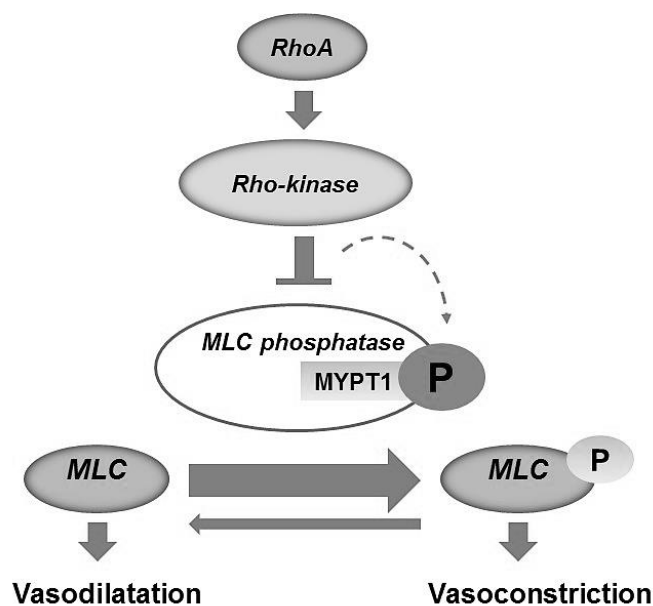 RhoA
Rho-kinase
MLC phosphatase
MYPT1 P
MLC MLC P
Vasodilatation Vasoconstriction